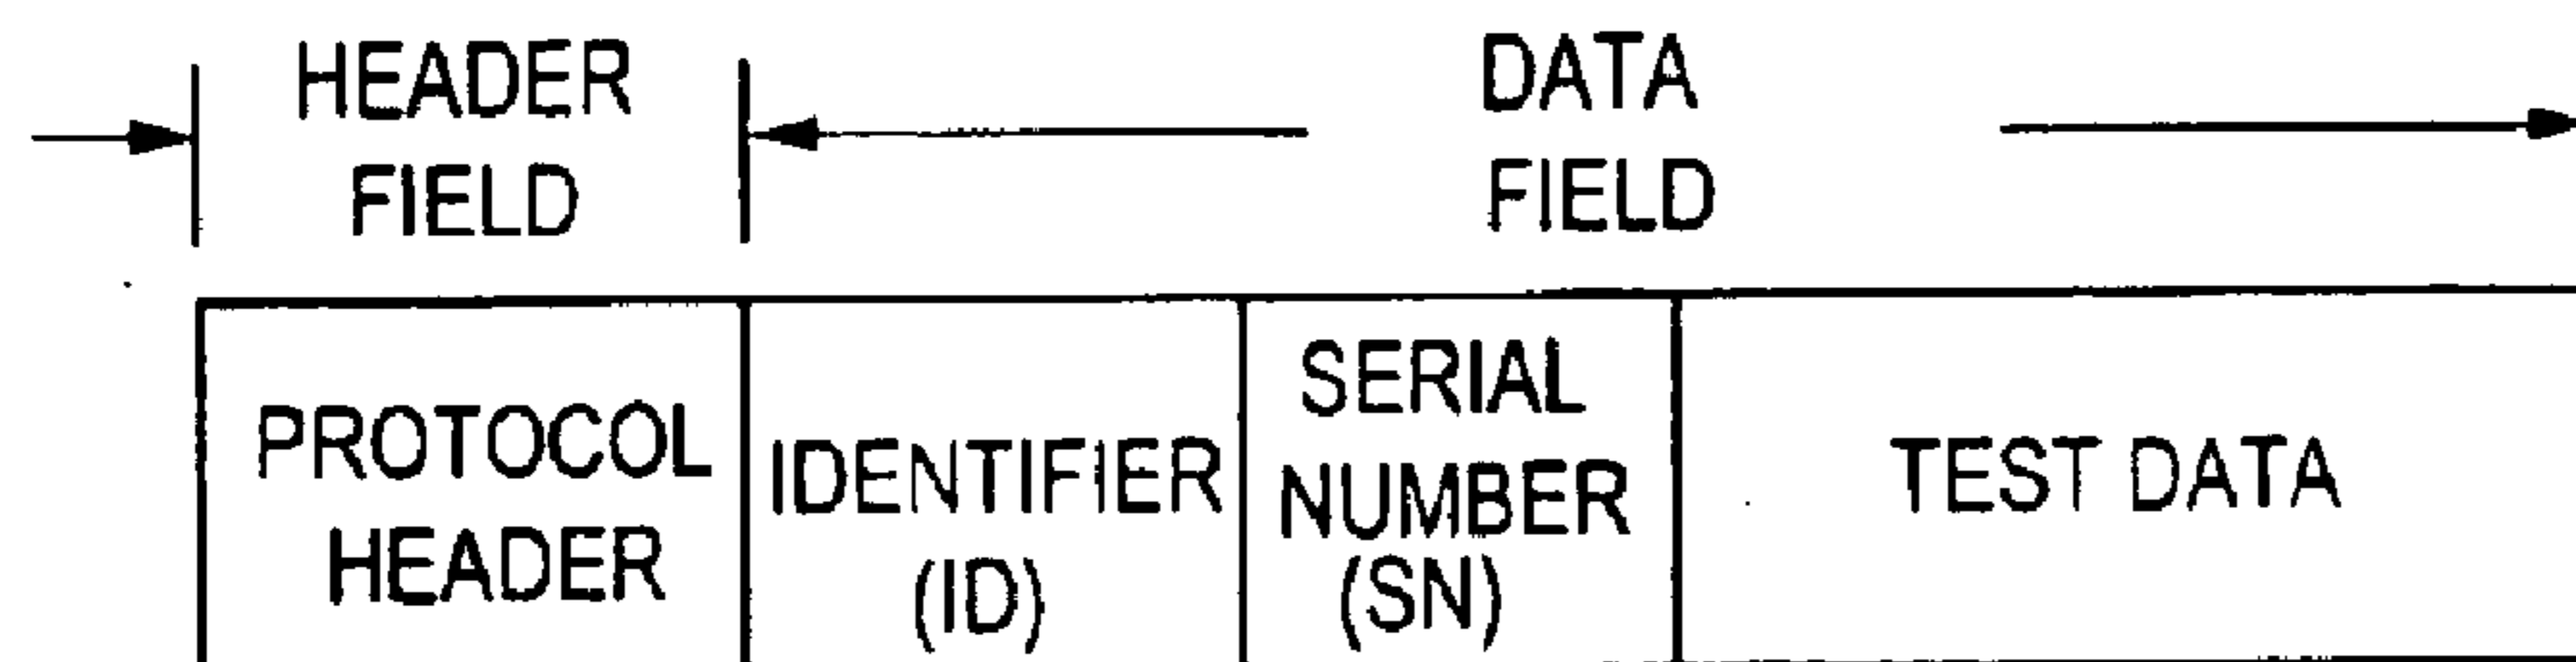 HEADER
FIELD
DATA
FIELD
PROTOCOL
HEADER
IDENTIFIER
(ID)
SERIAL
NUMBER
(SN)
TEST DATA